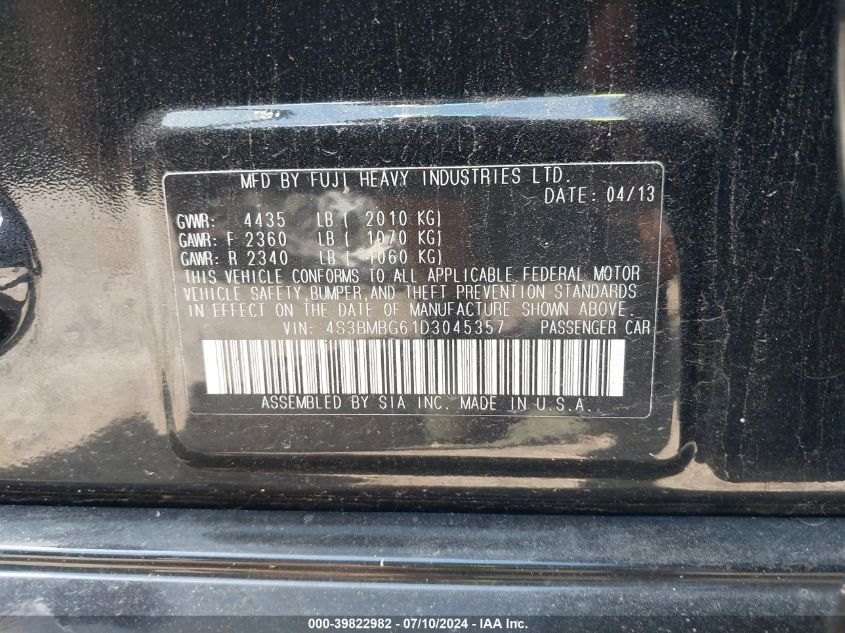 MFD BY FUJI HEAVY INDUSTRIES LTD.
DATE: 04/13
GVWR: 4435 LB ( 2010 KG)
GAWR: F 2360 LB ( 1070 KG)
GAWR: R 2340 LB ( 1060 KG)
THIS VEHICLE CONFORMS TO ALL APPLICABLE FEDERAL MOTOR
VEHICLE SAFETY, BUMPER, AND THEFT PREVENTION STANDARDS
IN EFFECT ON THE DATE OF MANUFACTURE SHOWN ABOVE.
VIN: 4S3BMBG61D3045357 PASSENGER CAR
ASSEMBLED BY SIA INC. MADE IN U.S.A.
000-39822982 - 07/10/2024 - IAA Inc.